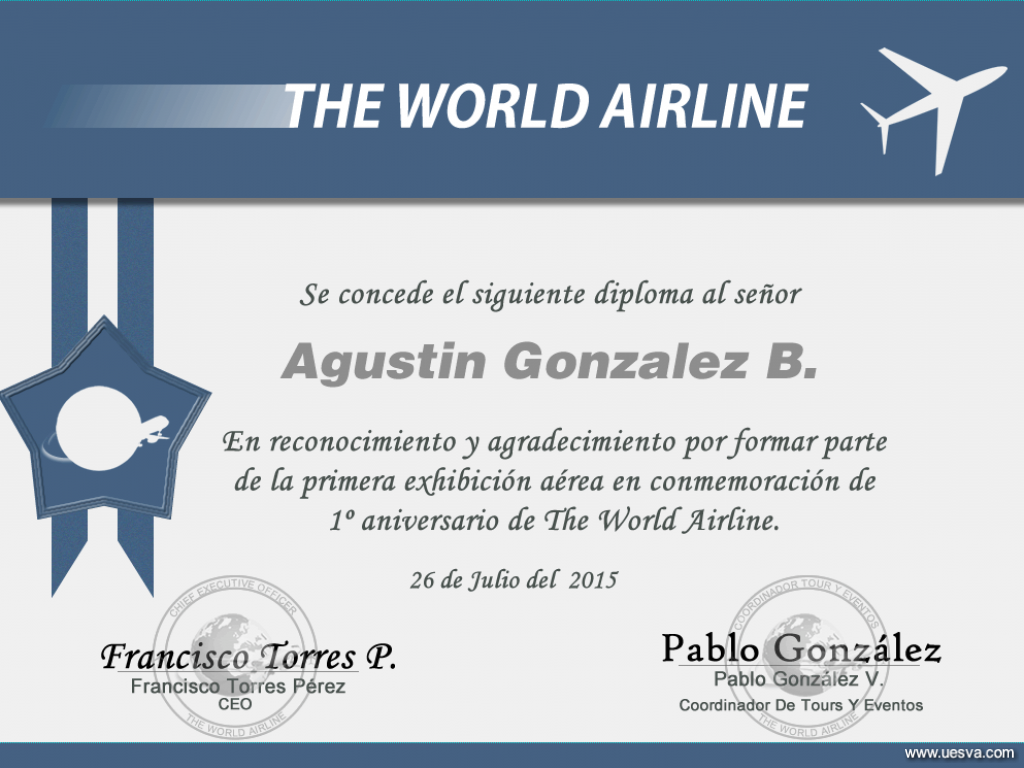 THE WORLD AIRLINE
Se concede el siguiente diploma al señor
Agustin Gonzalez B.
En reconocimiento y agradecimiento por formar parte
de la primera exhibición aérea en conmemoración de
1º aniversario de The World Airline.
26 de Julio del 2015
CHIEF EXECUTIVE OFFICER
Francisco Torres P.
Francisco Torres Pérez
CEO
THE WORLD AIRLINE
COORDINADOR TOUR Y EVENTOS
Pablo González
Pablo González V.
Coordinador De Tours Y Eventos
THE WORLD AIRLINE
www.uesva.com